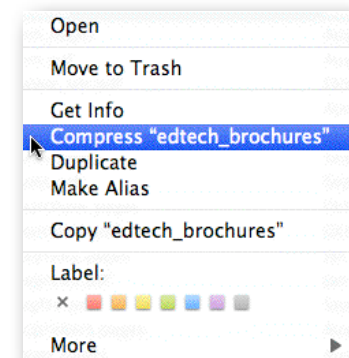 Open
Move to Trash
Get Info
Compress “edtech_brochures”
Duplicate
Make Alias
Copy “edtech_brochures”
Label:
×
More